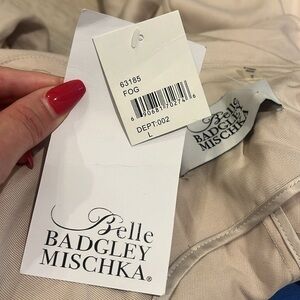 63185
FOG
DEPT:002
L
Belle
BADGLEY
MISCHKA®
Belle
BADGLEY
MISCHKA